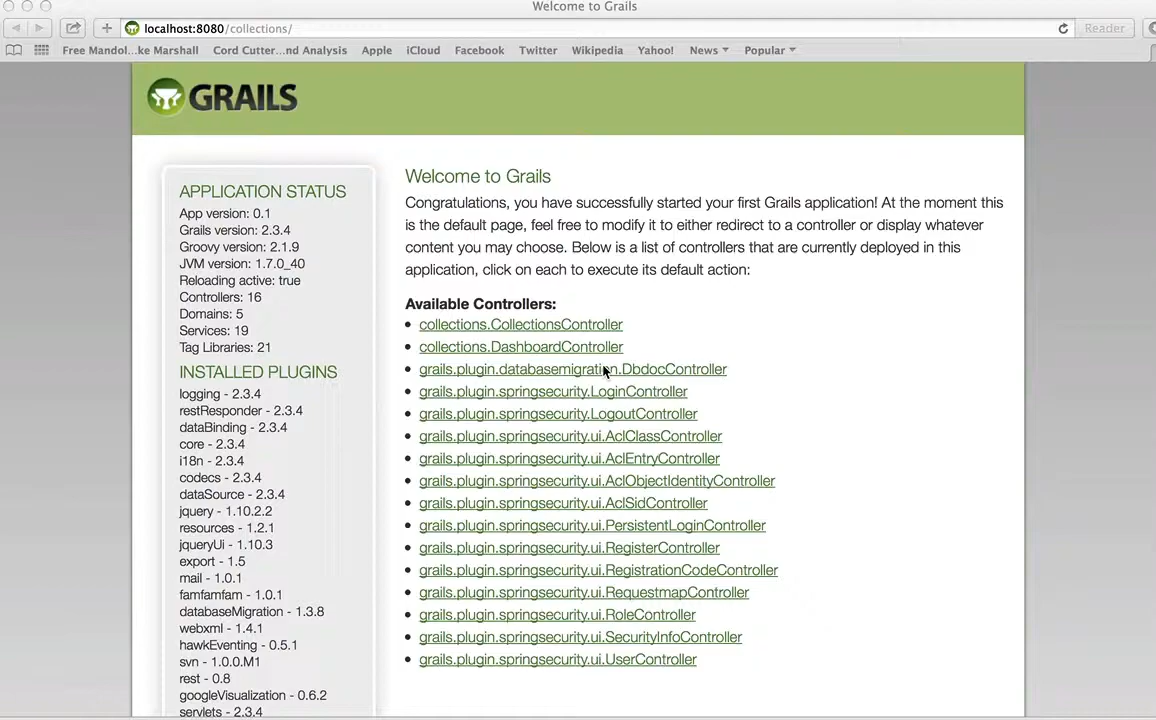 Welcome to Grails
localhost:8080/collections/
Reader
Free Mandol...ke Marshall Cord Cutter...nd Analysis Apple iCloud Facebook Twitter Wikipedia Yahoo! News Popular
GRAILS
APPLICATION STATUS
App version: 0.1
Grails version: 2.3.4
Groovy version: 2.1.9
JVM version: 1.7.0_40
Reloading active: true
Controllers: 16
Domains: 5
Services: 19
Tag Libraries: 21
INSTALLED PLUGINS
logging - 2.3.4
restResponder - 2.3.4
dataBinding - 2.3.4
core - 2.3.4
i18n - 2.3.4
codecs - 2.3.4
dataSource - 2.3.4
jquery - 1.10.2.2
resources - 1.2.1
jqueryUi - 1.10.3
export - 1.5
mail - 1.0.1
famfamfam - 1.0.1
databaseMigration - 1.3.8
webxml - 1.4.1
hawkEventing - 0.5.1
svn - 1.0.0.M1
rest - 0.8
googleVisualization - 0.6.2
servlets - 2.3.4
Welcome to Grails
Congratulations, you have successfully started your first Grails application! At the moment this
is the default page, feel free to modify it to either redirect to a controller or display whatever
content you may choose. Below is a list of controllers that are currently deployed in this
application, click on each to execute its default action:
Available Controllers:
collections.CollectionsController
collections.DashboardController
grails.plugin.databasemigration.DbdocController
grails.plugin.springsecurity.LoginController
grails.plugin.springsecurity.LogoutController
grails.plugin.springsecurity.ui.AclClassController
grails.plugin.springsecurity.ui.AclEntryController
grails.plugin.springsecurity.ui.AclObjectIdentityController
grails.plugin.springsecurity.ui.AclSidController
grails.plugin.springsecurity.ui.PersistentLoginController
grails.plugin.springsecurity.ui.RegisterController
grails.plugin.springsecurity.ui.RegistrationCodeController
grails.plugin.springsecurity.ui.RequestmapController
grails.plugin.springsecurity.ui.RoleController
grails.plugin.springsecurity.ui.SecurityInfoController
grails.plugin.springsecurity.ui.UserController